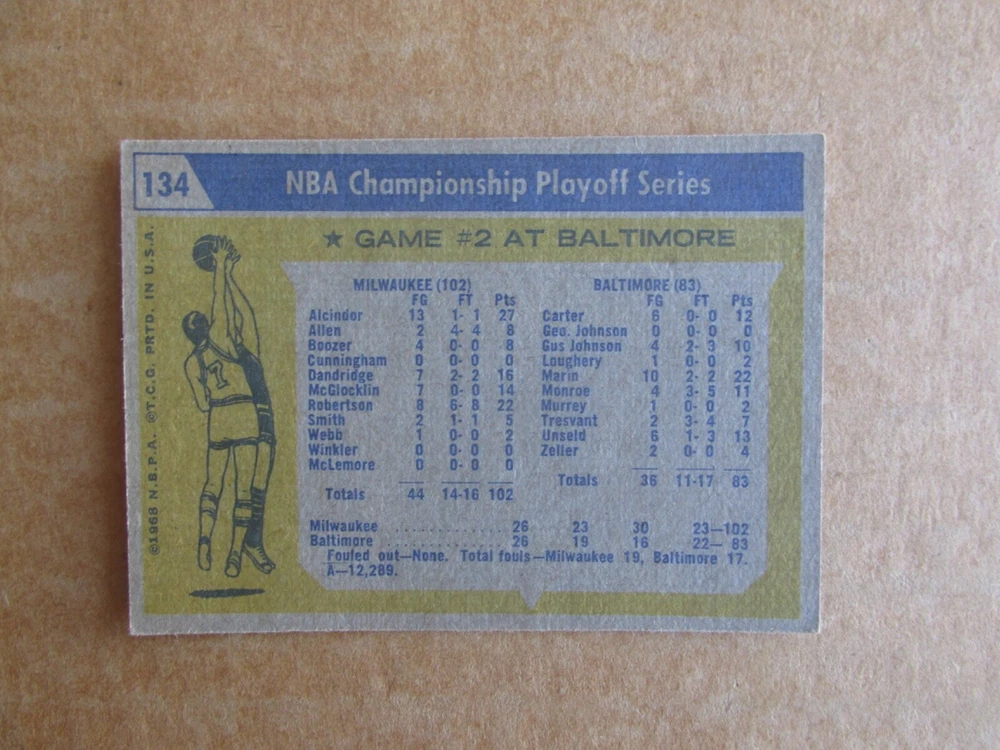 134
NBA Championship Playoff Series
★ GAME #2 AT BALTIMORE
MILWAUKEE (102)
FG FT Pts
Alcindor 13 1- 1 27
Allen 2 4- 4 8
Boozer 4 0- 0 8
Cunningham 0 0- 0 0
Dandridge 7 2- 2 16
McGlocklin 7 0- 0 14
Robertson 8 6- 8 22
Smith 2 1- 1 5
Webb 1 0- 0 2
Winkler 0 0- 0 0
McLemore 0 0- 0 0
Totals 44 14-16 102
BALTIMORE (83)
FG FT Pts
Carter 6 0- 0 12
Geo. Johnson 0 0- 0 0
Gus Johnson 4 2- 3 10
Loughery 1 0- 0 2
Marin 10 2- 2 22
Monroe 4 3- 5 11
Murrey 1 0- 0 2
Tresvant 2 3- 4 7
Unseld 6 1- 3 13
Zeller 2 0- 0 4
Totals 36 11-17 83
Milwaukee ............. 26 23 30 23—102
Baltimore ............. 26 19 16 22— 83
Fouled out—None. Total fouls—Milwaukee 19, Baltimore 17.
A—12,289.
©1968 N.B.P.A. ©T.C.G. PRTD. IN U.S.A.
7